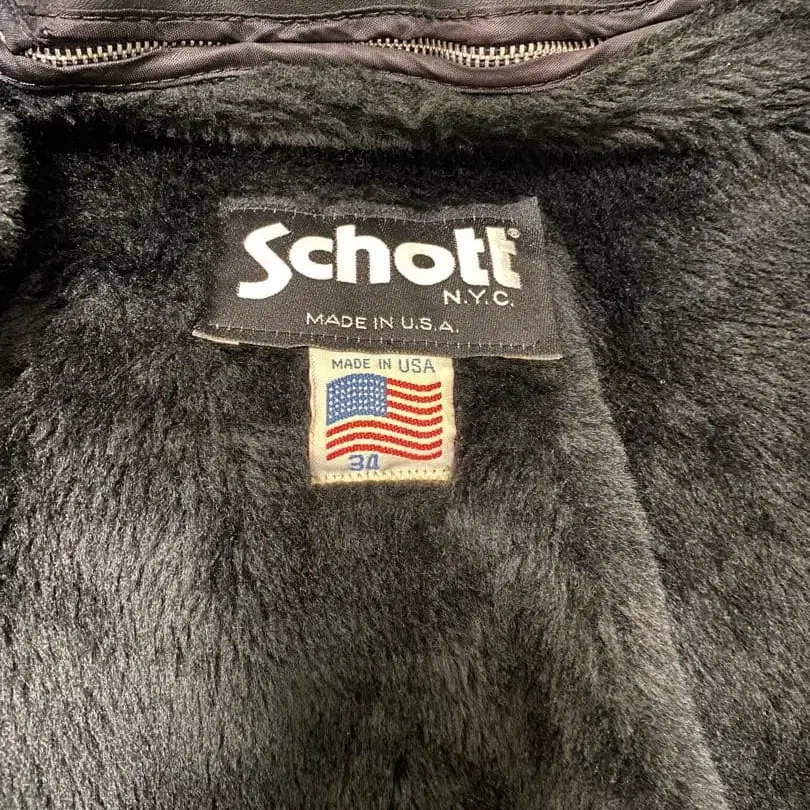 Schott®
N.Y.C.
MADE IN U.S.A.
MADE IN USA
34